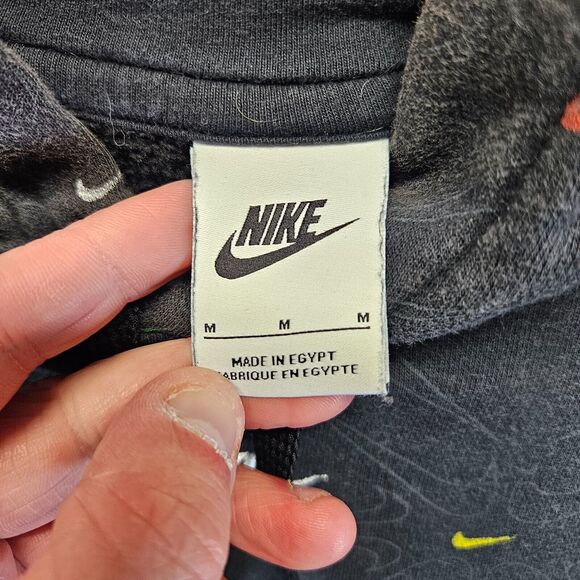 NIKE
M M M
MADE IN EGYPT
ABRIQUE EN EGYPTE